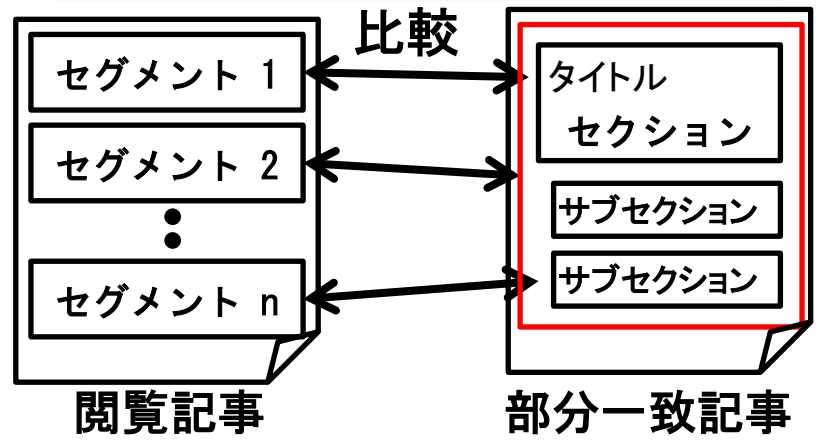 比較
セグメント 1
セグメント 2
セグメント n
閲覧記事
タイトル
セクション
サブセクション
サブセクション
部分一致記事